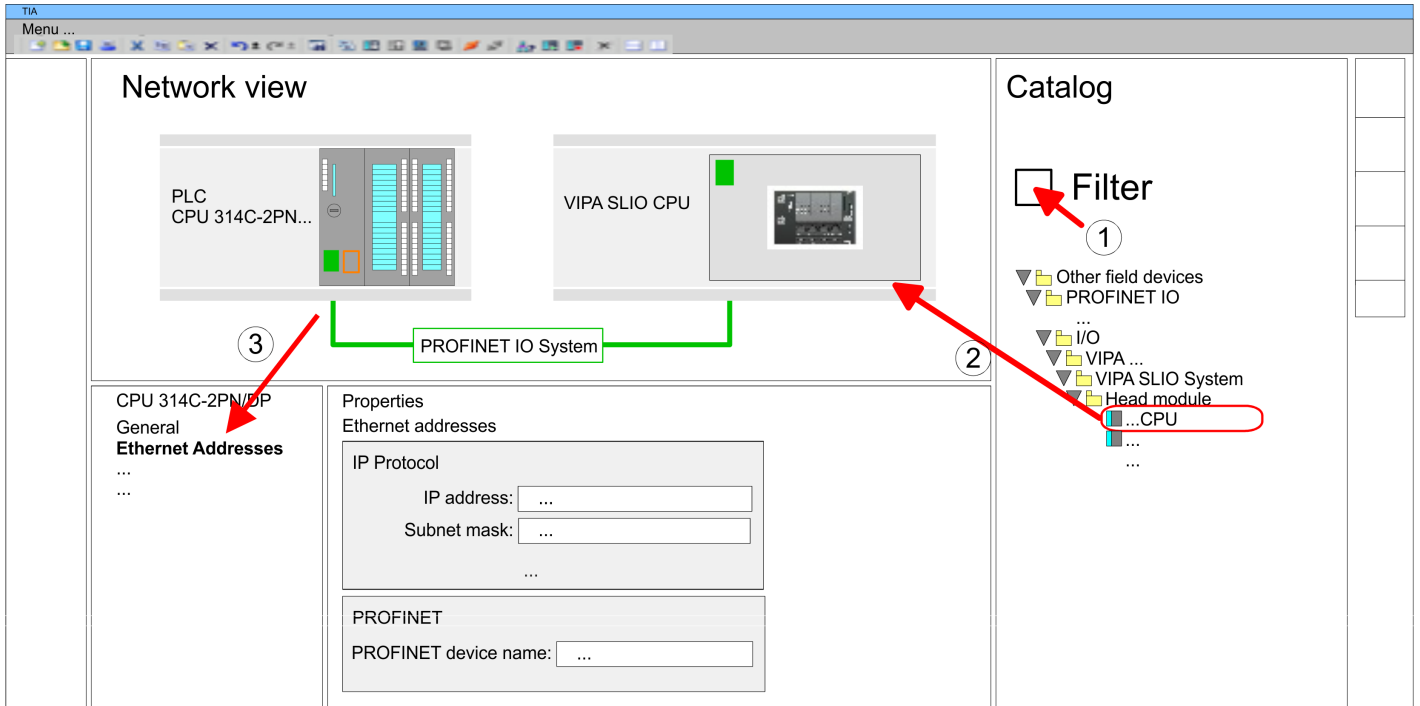 TIA
Menu ...
Network view
PLC
CPU 314C-2PN...
VIPA SLIO CPU
PROFINET IO System
3
2
Catalog
Filter
1
Other field devices
PROFINET IO
...
I/O
VIPA ...
VIPA SLIO System
Head module
...CPU
...
...
CPU 314C-2PN/DP
General
Ethernet Addresses
...
...
Properties
Ethernet addresses
IP Protocol
IP address: ...
Subnet mask: ...
...
PROFINET
PROFINET device name: ...